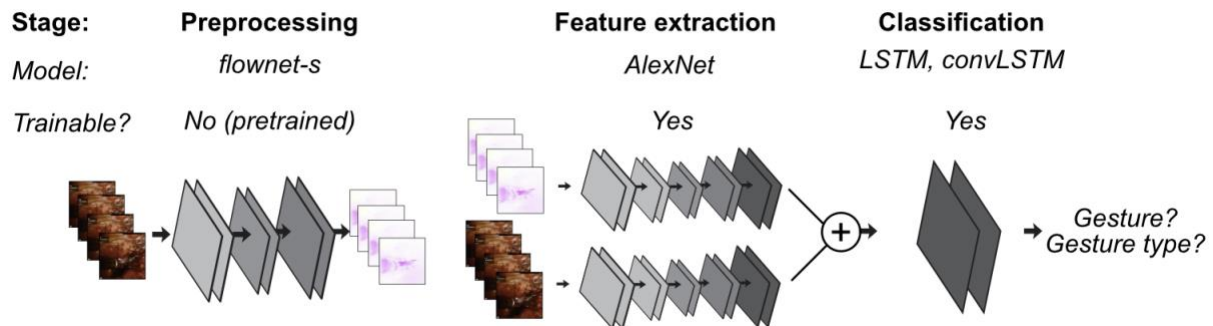 Stage: Preprocessing Feature extraction Classification
Model: flownet-s AlexNet LSTM, convLSTM
Trainable? No (pretrained) Yes Yes
+
Gesture?
Gesture type?